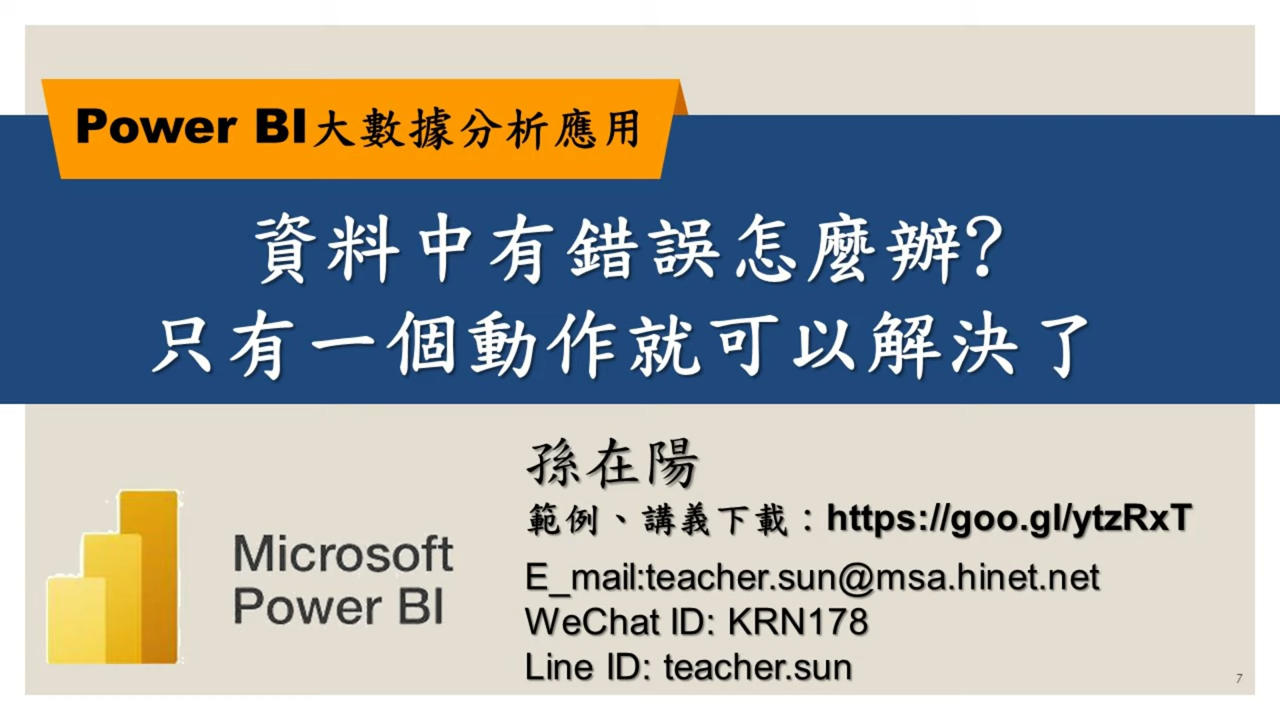 Power BI大數據分析應用
資料中有錯誤怎麼辦?
只有一個動作就可以解決了
孫在陽
範例、講義下載：https://goo.gl/ytzRxT
Microsoft
Power BI
E_mail:teacher.sun@msa.hinet.net
WeChat ID: KRN178
Line ID: teacher.sun
7